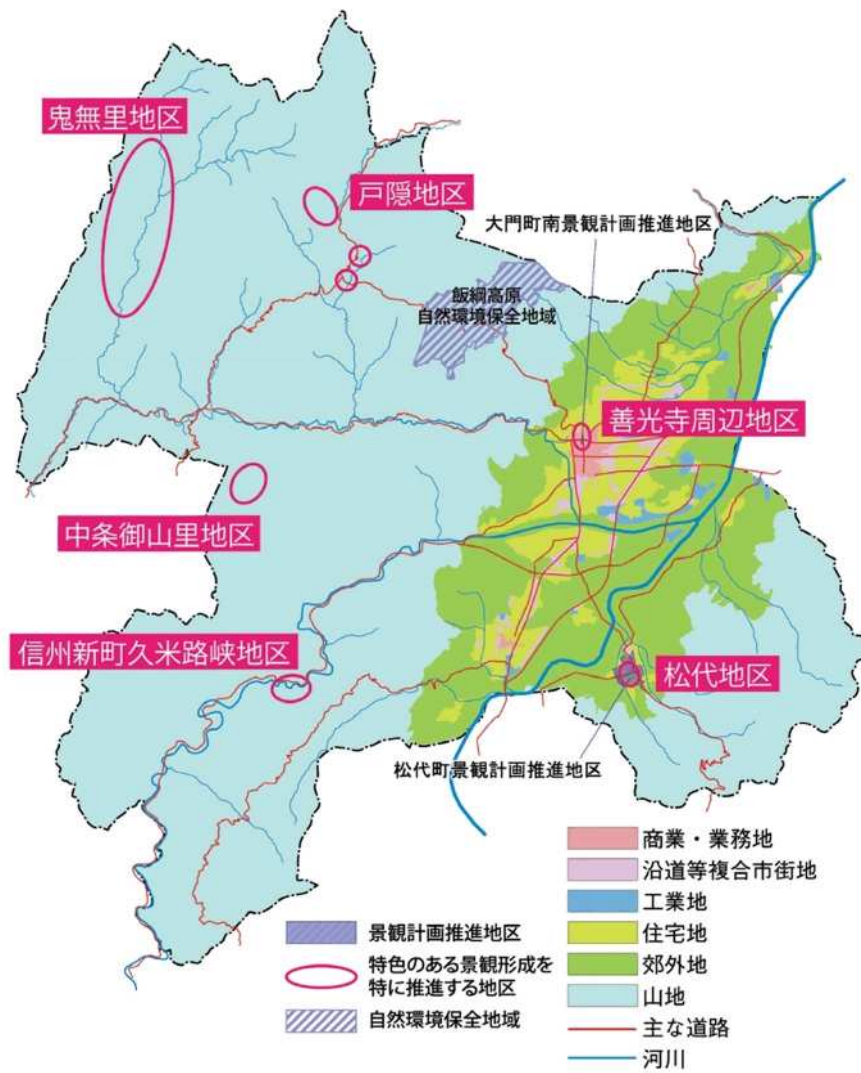 鬼無里地区
戸隠地区
大門町南景観計画推進地区
飯綱高原
自然環境保全地域
善光寺周辺地区
中条御山里地区
信州新町久米路峡地区
松代地区
松代町景観計画推進地区
商業・業務地
沿道等複合市街地
工業地
住宅地
郊外地
山地
主な道路
河川
景観計画推進地区
特色のある景観形成を
特に推進する地区
自然環境保全地域